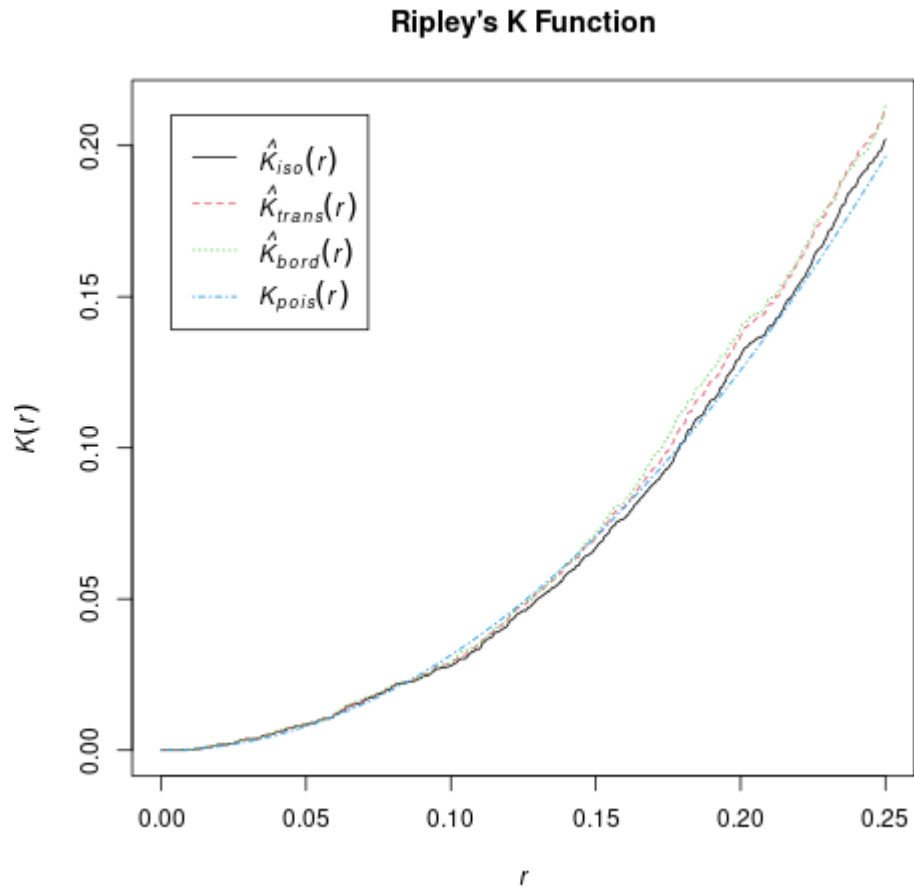 Ripley's K Function
K̂iso(r)
K̂trans(r)
K̂bord(r)
Kpois(r)
K(r)
0.20
0.15
0.10
0.05
0.00
0.00 0.05 0.10 0.15 0.20 0.25
r